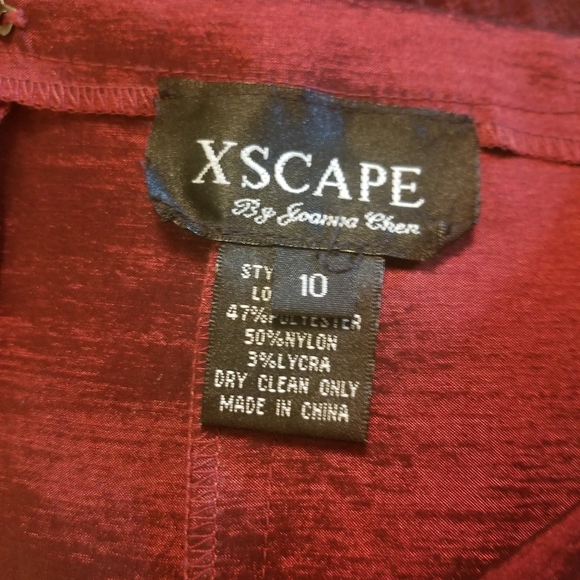 XSCAPE
By Joanna Chen
STY
10
LO
47%POLYESTER
50%NYLON
3%LYCRA
DRY CLEAN ONLY
MADE IN CHINA